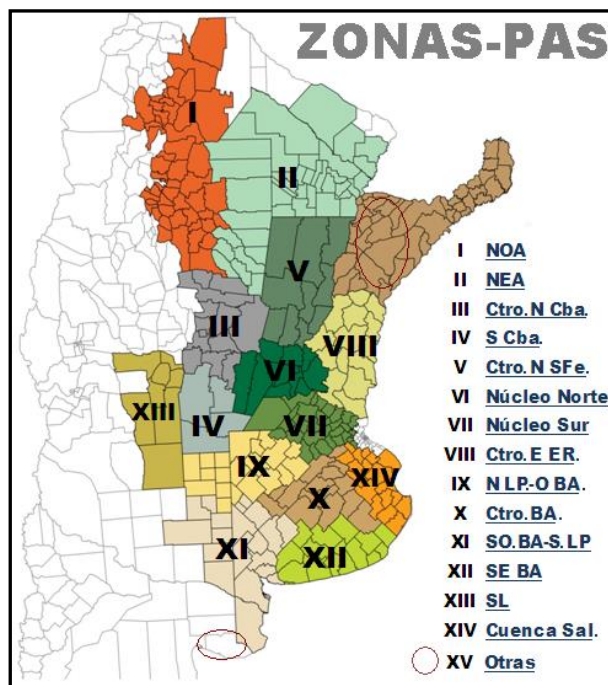 ZONAS-PAS
I
II
V
III
VIII
VI
XIII
IV
VII
IX
XIV
X
XI
XII
I NOA
II NEA
III Ctro.N Cba.
IV S Cba.
V Ctro.N SFe.
VI Núcleo Norte
VII Núcleo Sur
VIII Ctro.E ER.
IX N LP.-O BA.
X Ctro.BA.
XI SO.BA-S.LP
XII SE BA
XIII SL
XIV Cuenca Sal.
XV Otras